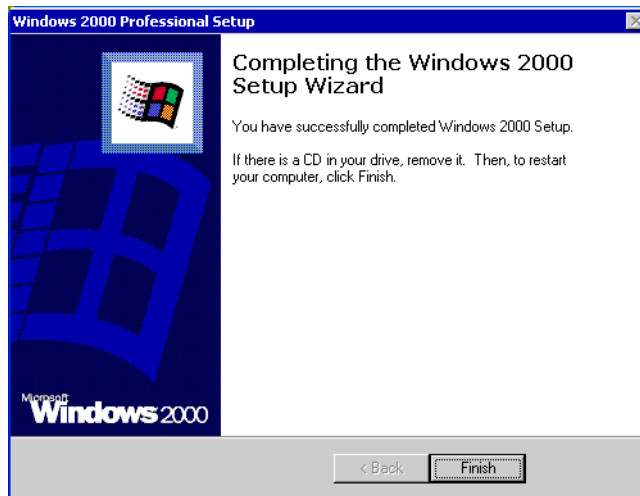 Windows 2000 Professional Setup
Completing the Windows 2000
Setup Wizard
You have successfully completed Windows 2000 Setup.
If there is a CD in your drive, remove it. Then, to restart
your computer, click Finish.
Microsoft
Windows 2000
< Back
Finish